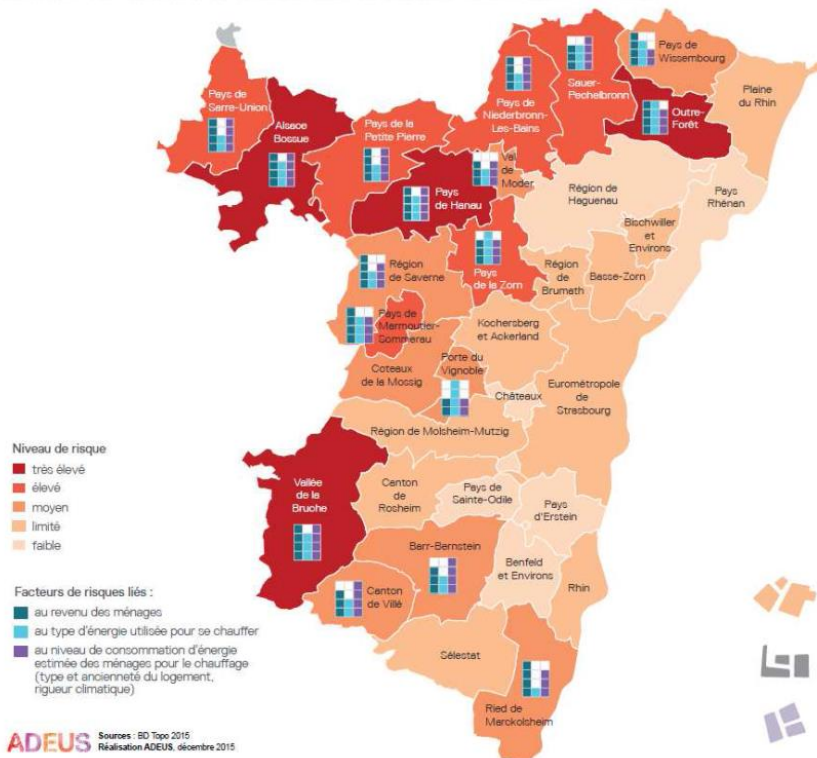 Pays de
Wissembourg
Pays de
Sarre-Union
Sauer-
Pechelbronn
Plaine
du Rhin
Alsace
Bossue
Pays de la
Petite Pierre
Pays de
Niederbronn-
Les-Bains
Outre-
Forêt
Val
de
Moder
Pays
de Hanau
Région de
Haguenau
Pays
Rhénan
Bischwiller
et
Environs
Région
de Saverne
Pays
de la Zorn
Région
de
Brumath
Basse-Zorn
Pays de
Marmoutier-
Sommerau
Kochersberg
et Ackerland
Coteaux
de la Mossig
Porte du
Vignoble
Châteaux
Eurométropole
de
Strasbourg
Région de Molsheim-Mutzig
Niveau de risque
très élevé
élevé
moyen
limité
faible
Vallée
de la
Bruche
Canton
de
Rosheim
Pays de
Sainte-Odile
Pays
d'Erstein
Barr-Bernstein
Benfeld
et Environs
Rhin
Canton
de Villé
Sélestat
Ried de
Marckolsheim
Facteurs de risques liés :
au revenu des ménages
au type d'énergie utilisée pour se chauffer
au niveau de consommation d'énergie
estimée des ménages pour le chauffage
(type et ancienneté du logement,
rigueur climatique)
ADEUS
Sources : BD Topo 2015
Réalisation ADEUS, décembre 2015